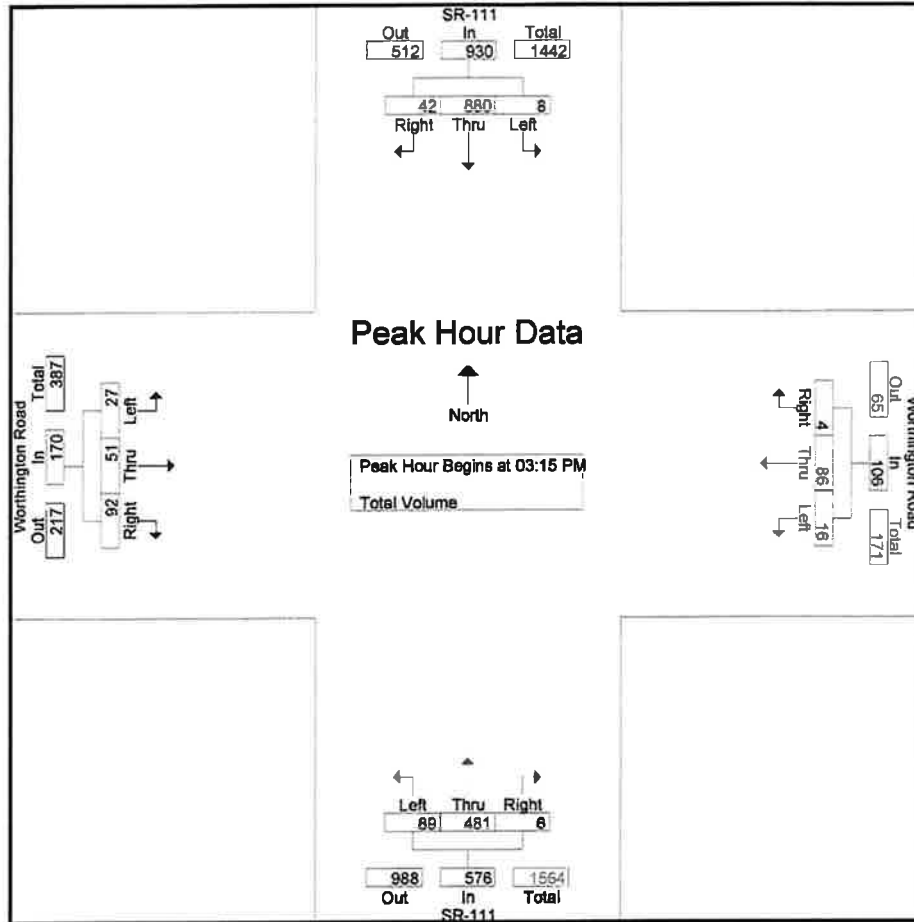 SR-111
Out In Total
512 930 1442
42 880 8
Right Thru Left
Peak Hour Data
North
Peak Hour Begins at 03:15 PM
Total Volume
Worthington Road
Total In Out
387 170 217
27 51 92
Left Thru Right
Right Thru Left
4 86 16
Out In Total
65 106 171
Worthington Road
Left Thru Right
89 481 6
988 576 1564
Out In Total
SR-111